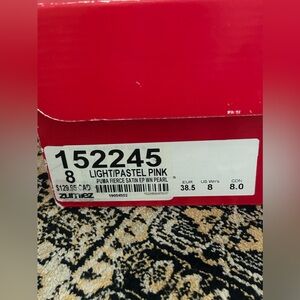 152245
8 LIGHT/PASTEL PINK
PUMA FIERCE SATIN EP WN PEARL
$129.95 CAD
zumiez
EUR US Wn's CDN
38.5 8 8.0